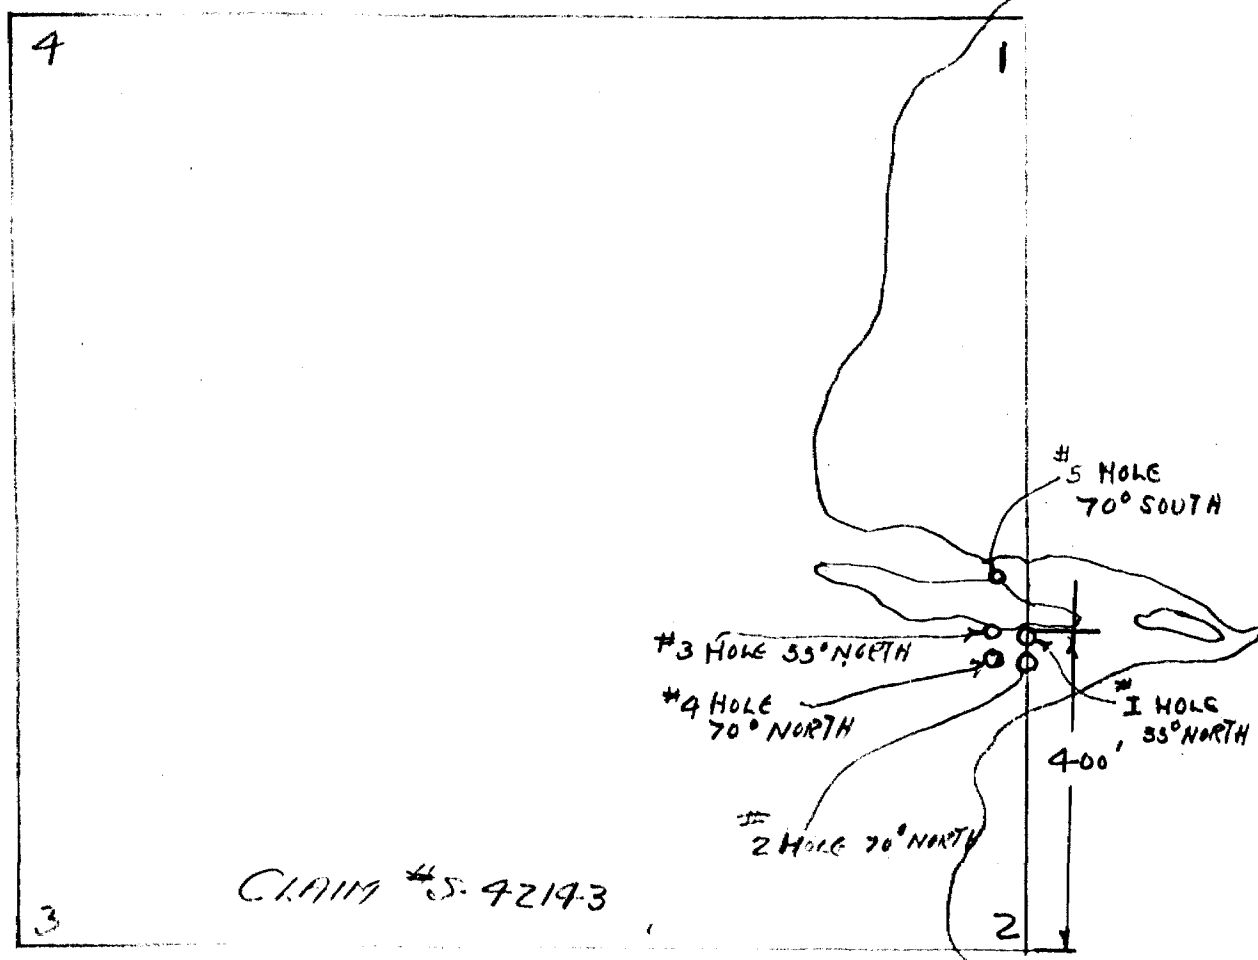 4
1
#5 HOLE
70° SOUTH
#3 HOLE 55° NORTH
#4 HOLE
70° NORTH
#1 HOLE
55° NORTH
400'
#2 HOLE 70° NORTH
CLAIM #S. 42143
3
2